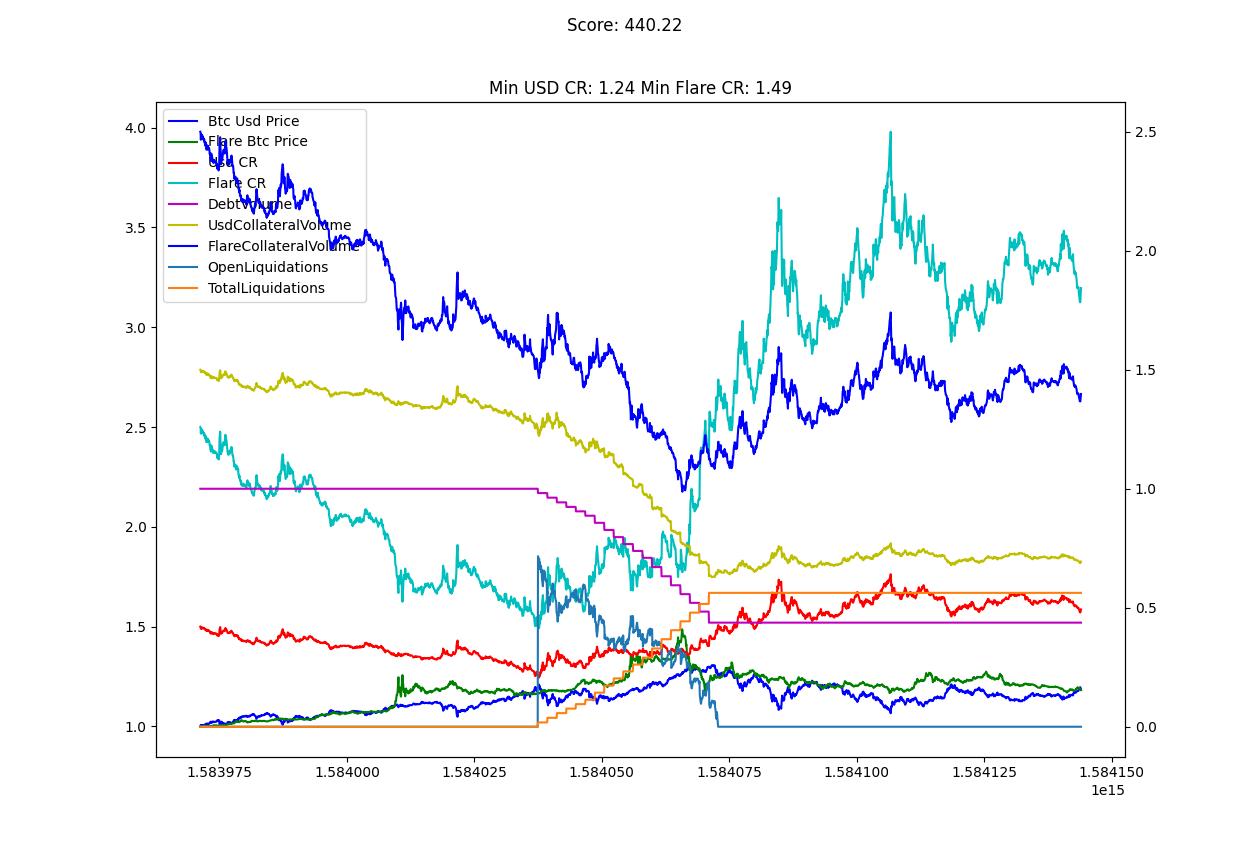 Score: 440.22
Min USD CR: 1.24 Min Flare CR: 1.49
Btc Usd Price
Flare Btc Price
Usd CR
Flare CR
DebtVolume
UsdCollateralVolume
FlareCollateralVolume
OpenLiquidations
TotalLiquidations
4.0
3.5
3.0
2.5
2.0
1.5
1.0
2.5
2.0
1.5
1.0
0.5
0.0
1.583975 1.584000 1.584025 1.584050 1.584075 1.584100 1.584125 1.584150
1e15